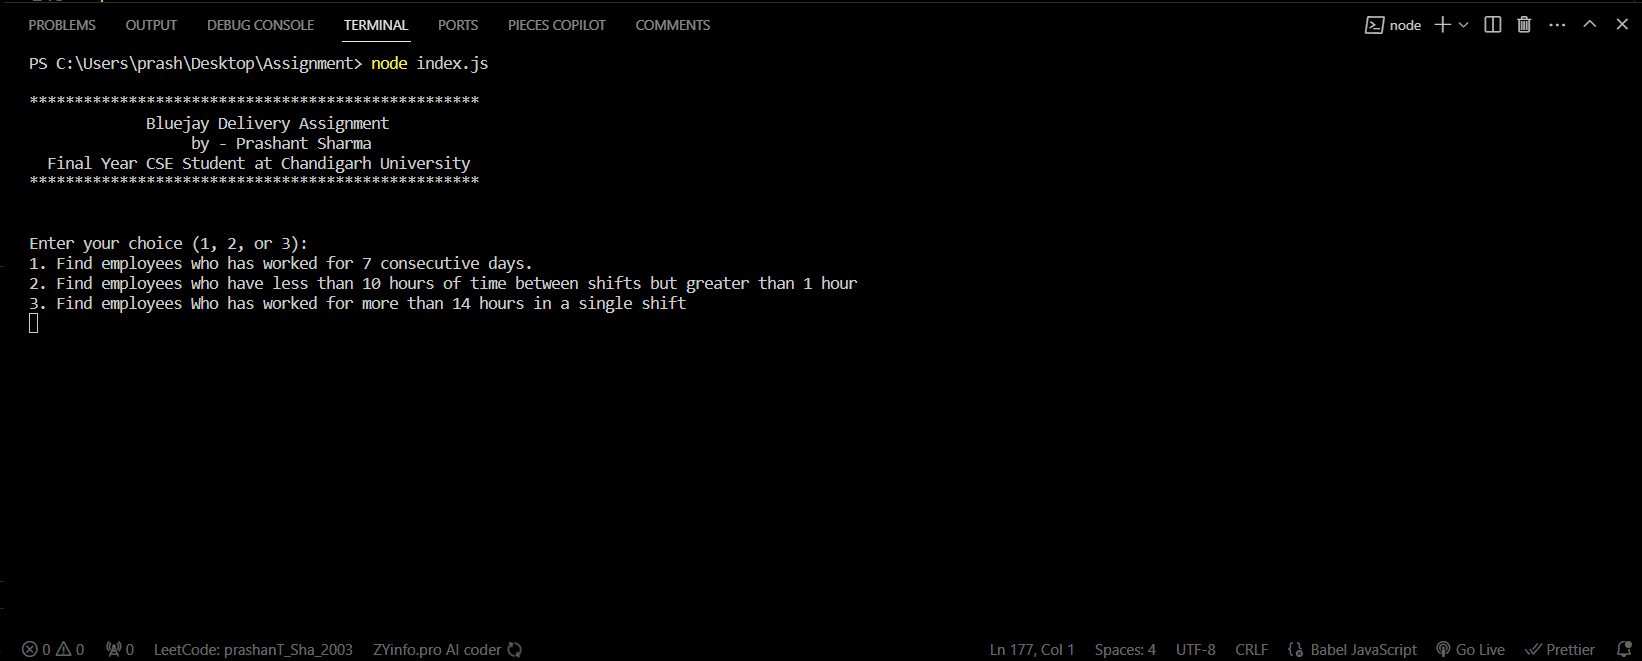 PROBLEMS OUTPUT DEBUG CONSOLE TERMINAL PORTS PIECES COPILOT COMMENTS node
PS C:\Users\prash\Desktop\Assignment> node index.js
**************************************************
Bluejay Delivery Assignment
by - Prashant Sharma
Final Year CSE Student at Chandigarh University
**************************************************
Enter your choice (1, 2, or 3):
1. Find employees who has worked for 7 consecutive days.
2. Find employees who have less than 10 hours of time between shifts but greater than 1 hour
3. Find employees Who has worked for more than 14 hours in a single shift
0 0 0 LeetCode: prashanT_Sha_2003 ZYinfo.pro AI coder Ln 177, Col 1 Spaces: 4 UTF-8 CRLF Babel JavaScript Go Live Prettier